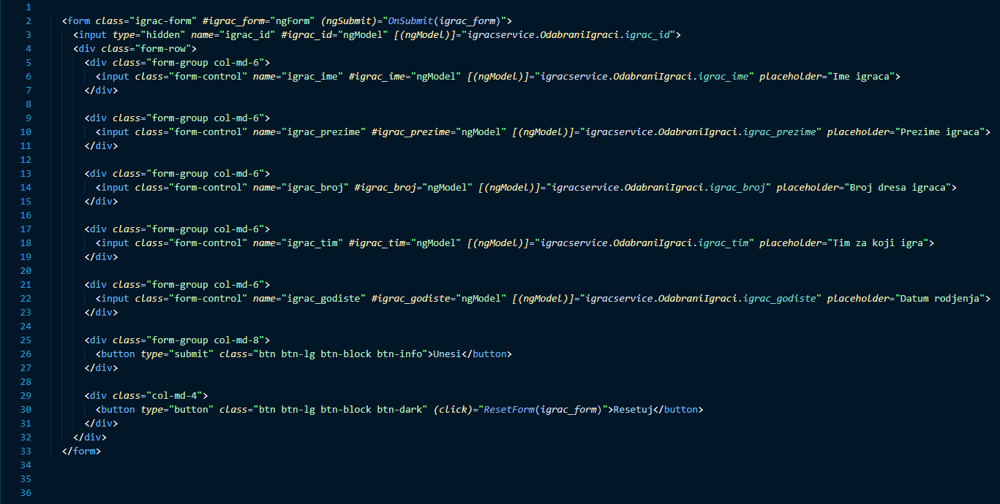 1
2 <form class="igrac-form" #igrac_form="ngForm" (ngSubmit)="OnSubmit(igrac_form)">
3 <input type="hidden" name="igrac_id" #igrac_id="ngModel" [(ngModel)]="igracservice.OdabraniIgraci.igrac_id">
4 <div class="form-row">
5 <div class="form-group col-md-6">
6 <input class="form-control" name="igrac_ime" #igrac_ime="ngModel" [(ngModel)]="igracservice.OdabraniIgraci.igrac_ime" placeholder="Ime igraca">
7 </div>
8
9 <div class="form-group col-md-6">
10 <input class="form-control" name="igrac_prezime" #igrac_prezime="ngModel" [(ngModel)]="igracservice.OdabraniIgraci.igrac_prezime" placeholder="Prezime igraca">
11 </div>
12
13 <div class="form-group col-md-6">
14 <input class="form-control" name="igrac_broj" #igrac_broj="ngModel" [(ngModel)]="igracservice.OdabraniIgraci.igrac_broj" placeholder="Broj dresa igraca">
15 </div>
16
17 <div class="form-group col-md-6">
18 <input class="form-control" name="igrac_tim" #igrac_tim="ngModel" [(ngModel)]="igracservice.OdabraniIgraci.igrac_tim" placeholder="Tim za koji igra">
19 </div>
20
21 <div class="form-group col-md-6">
22 <input class="form-control" name="igrac_godiste" #igrac_godiste="ngModel" [(ngModel)]="igracservice.OdabraniIgraci.igrac_godiste" placeholder="Datum rodjenja">
23 </div>
24
25 <div class="form-group col-md-8">
26 <button type="submit" class="btn btn-lg btn-block btn-info">Unesi</button>
27 </div>
28
29 <div class="col-md-4">
30 <button type="button" class="btn btn-lg btn-block btn-dark" (click)="ResetForm(igrac_form)">Resetuj</button>
31 </div>
32 </div>
33 </form>
34
35
36